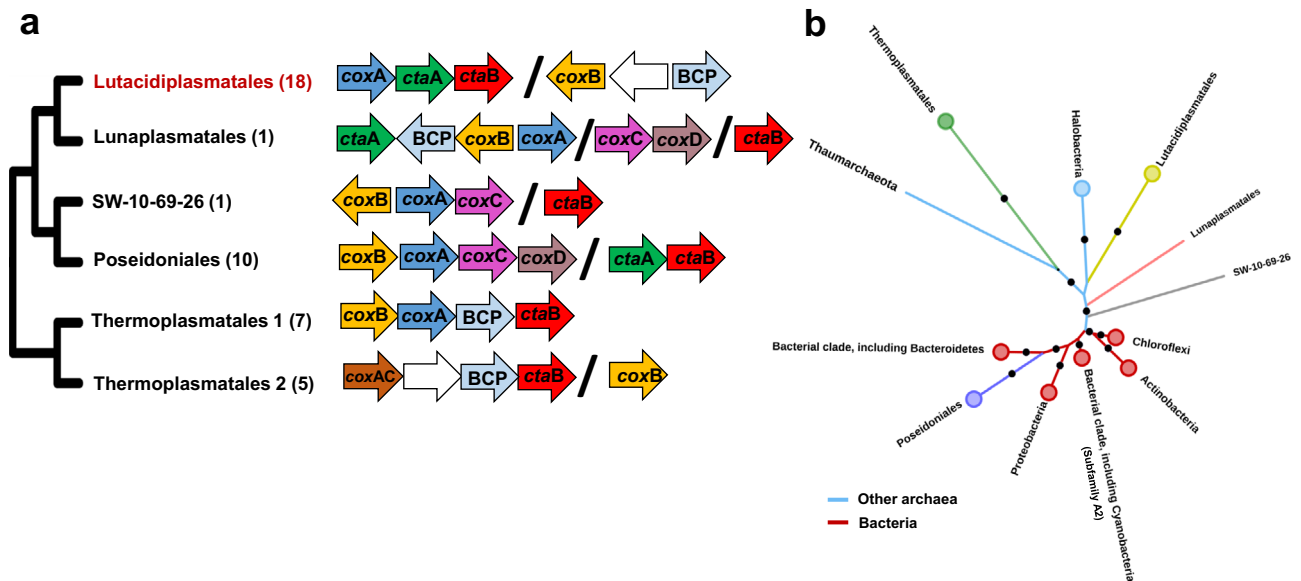 a
Lutacidiplasmatales (18)
coxA ctaA ctaB / coxB BCP
Lunaplasmatales (1)
ctaA BCP coxB coxA / coxC coxD / ctaB
SW-10-69-26 (1)
coxB coxA coxC / ctaB
Poseidoniales (10)
coxB coxA coxC coxD / ctaA ctaB
Thermoplasmatales 1 (7)
coxB coxA BCP ctaB
Thermoplasmatales 2 (5)
coxAC BCP ctaB / coxB
b
Thermoplasmatales
Halobacteria
Lutacidiplasmatales
Thaumarchaeota
Lunaplasmatales
SW-10-69-26
Bacterial clade, including Bacteroidetes
Chloroflexi
Actinobacteria
Poseidoniales
Proteobacteria
Bacterial clade, including Cyanobacteria
(Subfamily A2)
Other archaea
Bacteria